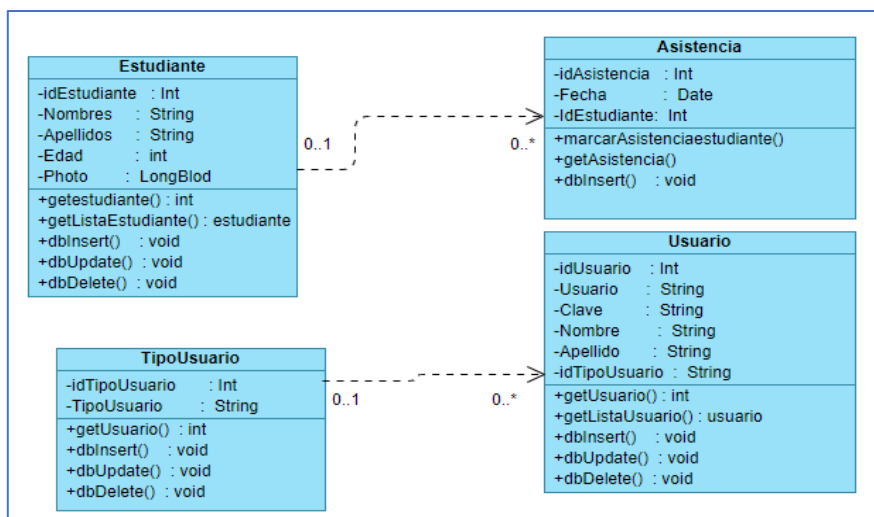 Estudiante
-idEstudiante : Int
-Nombres : String
-Apellidos : String
-Edad : int
-Photo : LongBlod
+getestudiante() : int
+getListaEstudiante() : estudiante
+dbInsert() : void
+dbUpdate() : void
+dbDelete() : void
0..1
0..*
Asistencia
-idAsistencia : Int
-Fecha : Date
-IdEstudiante: Int
+marcarAsistenciaestudiante()
+getAsistencia()
+dbInsert() : void
TipoUsuario
-idTipoUsuario : Int
-TipoUsuario : String
+getUsuario() : int
+dbInsert() : void
+dbUpdate() : void
+dbDelete() : void
0..1
0..*
Usuario
-idUsuario : Int
-Usuario : String
-Clave : String
-Nombre : String
-Apellido : String
-idTipoUsuario : String
+getUsuario() : int
+getListaUsuario() : usuario
+dbInsert() : void
+dbUpdate() : void
+dbDelete() : void